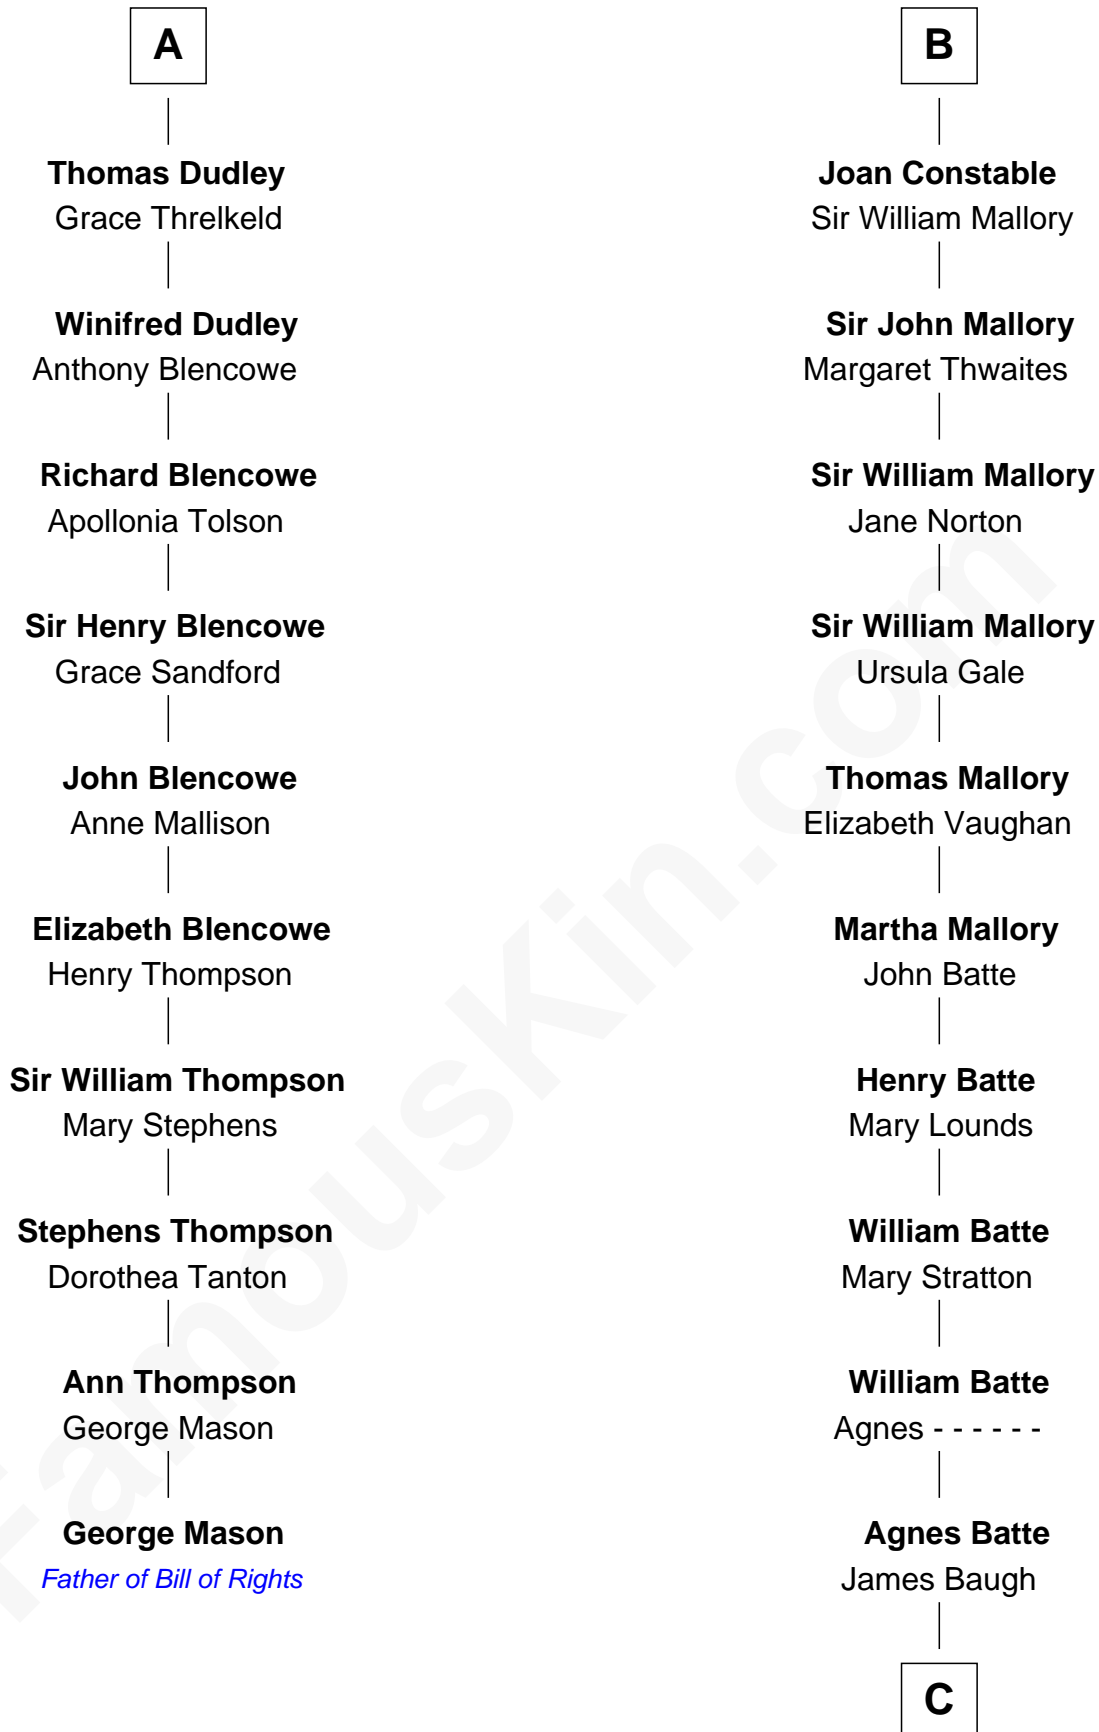 A
Thomas Dudley
Grace Threlkeld
Winifred Dudley
Anthony Blencowe
Richard Blencowe
Apollonia Tolson
Sir Henry Blencowe
Grace Sandford
John Blencowe
Anne Mallison
Elizabeth Blencowe
Henry Thompson
Sir William Thompson
Mary Stephens
Stephens Thompson
Dorothea Tanton
Ann Thompson
George Mason
George Mason
Father of Bill of Rights
B
Joan Constable
Sir William Mallory
Sir John Mallory
Margaret Thwaites
Sir William Mallory
Jane Norton
Sir William Mallory
Ursula Gale
Thomas Mallory
Elizabeth Vaughan
Martha Mallory
John Batte
Henry Batte
Mary Lounds
William Batte
Mary Stratton
William Batte
Agnes - - - - - -
Agnes Batte
James Baugh
C
FamousKin.com